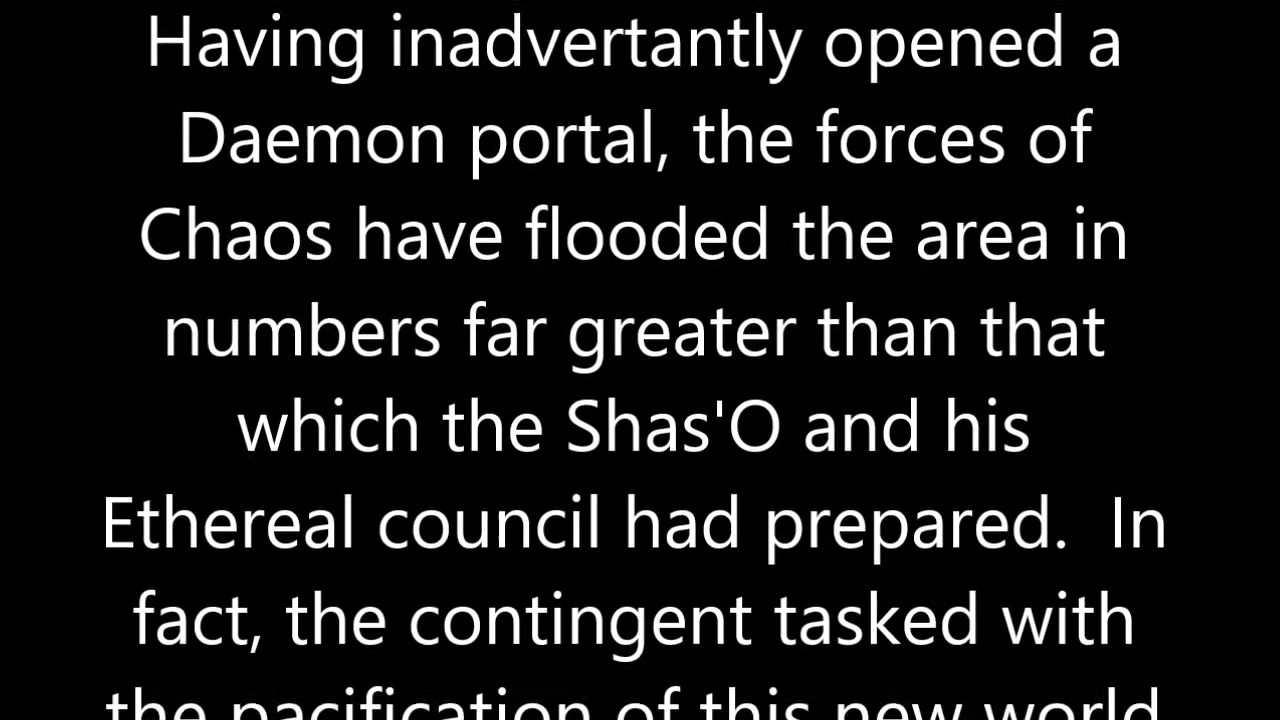 Having inadvertantly opened a
Daemon portal, the forces of
Chaos have flooded the area in
numbers far greater than that
which the Shas'O and his
Ethereal council had prepared.  In
fact, the contingent tasked with
the pacification of this new world